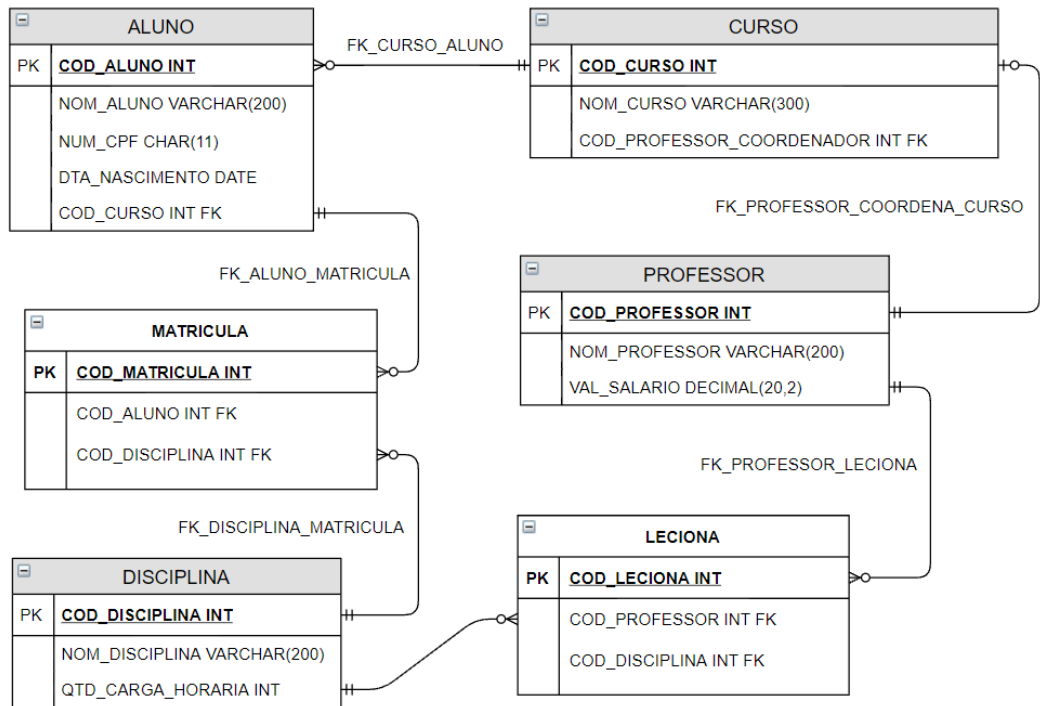 ALUNO
PK COD_ALUNO INT
NOM_ALUNO VARCHAR(200)
NUM_CPF CHAR(11)
DTA_NASCIMENTO DATE
COD_CURSO INT FK
FK_CURSO_ALUNO
CURSO
PK COD_CURSO INT
NOM_CURSO VARCHAR(300)
COD_PROFESSOR_COORDENADOR INT FK
FK_PROFESSOR_COORDENA_CURSO
FK_ALUNO_MATRICULA
PROFESSOR
PK COD_PROFESSOR INT
NOM_PROFESSOR VARCHAR(200)
VAL_SALARIO DECIMAL(20,2)
MATRICULA
PK COD_MATRICULA INT
COD_ALUNO INT FK
COD_DISCIPLINA INT FK
FK_PROFESSOR_LECIONA
FK_DISCIPLINA_MATRICULA
LECIONA
PK COD_LECIONA INT
COD_PROFESSOR INT FK
COD_DISCIPLINA INT FK
DISCIPLINA
PK COD_DISCIPLINA INT
NOM_DISCIPLINA VARCHAR(200)
QTD_CARGA_HORARIA INT